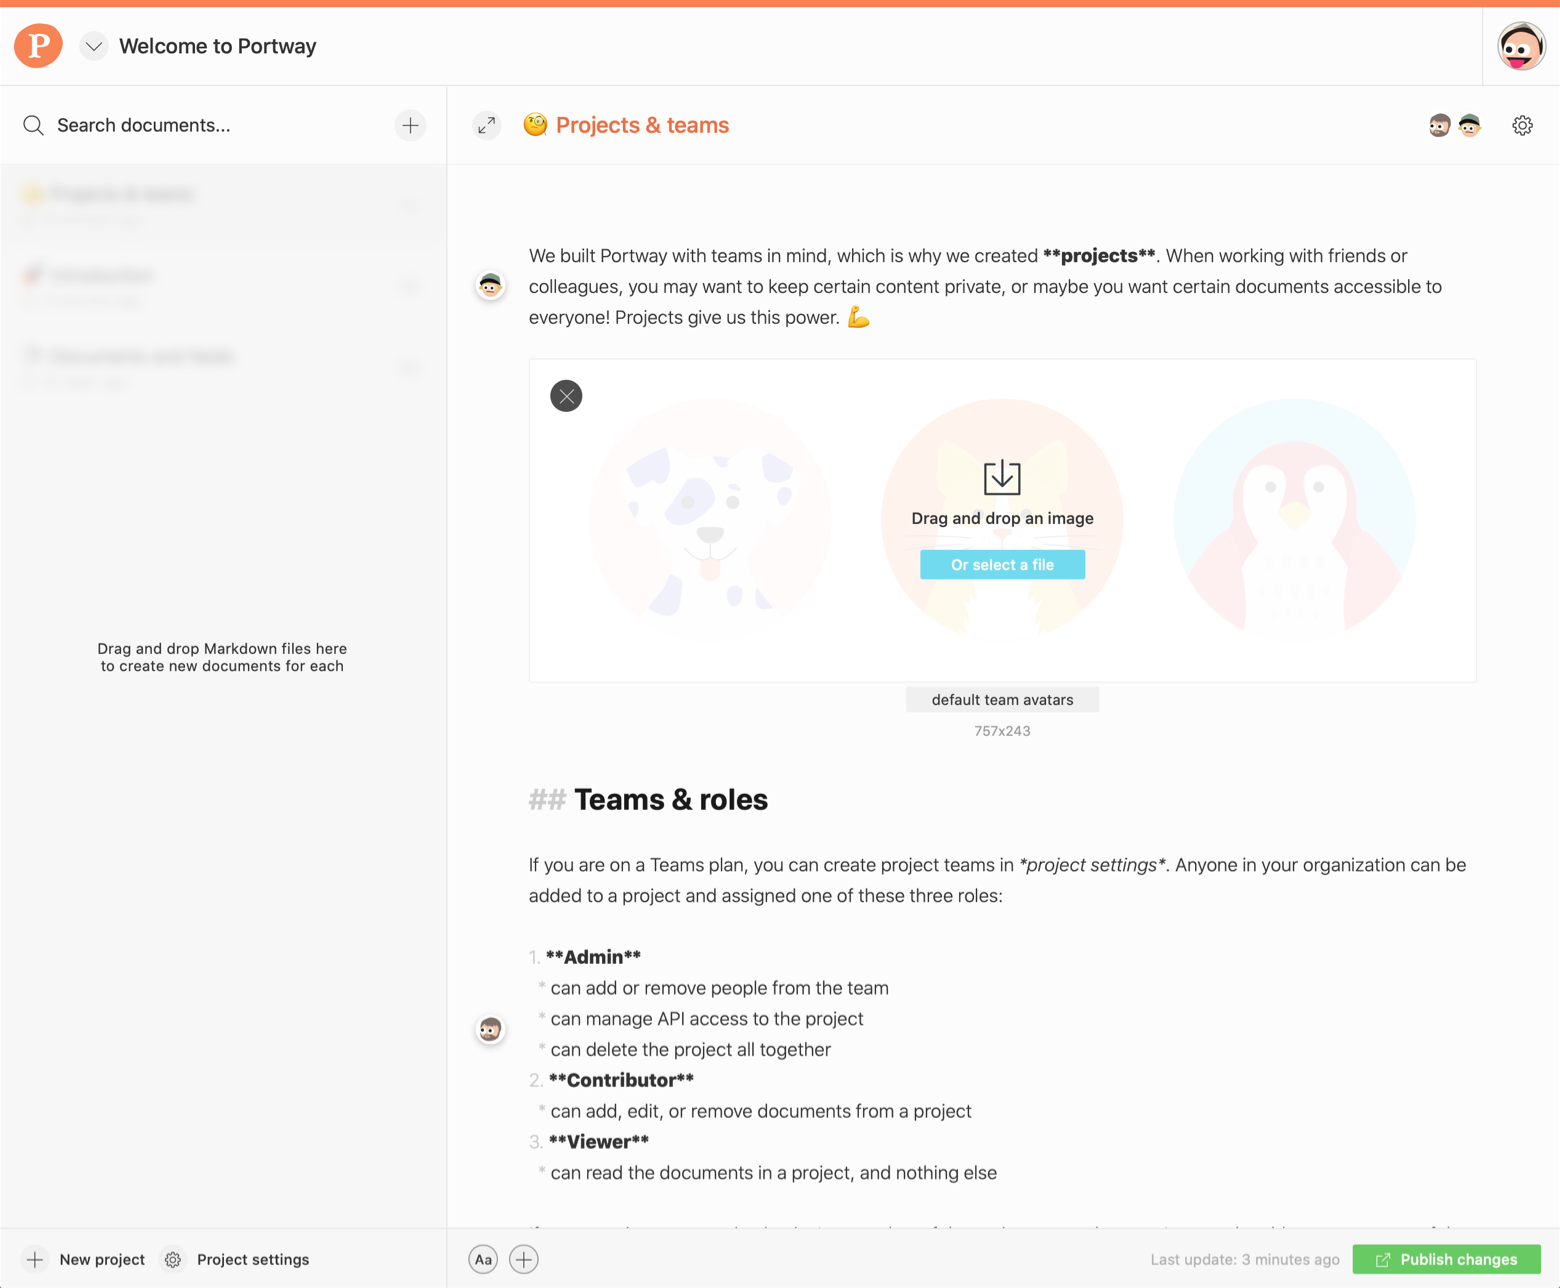 P
Welcome to Portway
Search documents...
Projects & teams
Projects & teams
Introduction
Documents and fields
Drag and drop Markdown files here
to create new documents for each
We built Portway with teams in mind, which is why we created **projects**. When working with friends or
colleagues, you may want to keep certain content private, or maybe you want certain documents accessible to
everyone! Projects give us this power. 💪
Drag and drop an image
Or select a file
default team avatars
757x243
## Teams & roles
If you are on a Teams plan, you can create project teams in *project settings*. Anyone in your organization can be
added to a project and assigned one of these three roles:
1. **Admin**
* can add or remove people from the team
* can manage API access to the project
* can delete the project all together
2. **Contributor**
* can add, edit, or remove documents from a project
3. **Viewer**
* can read the documents in a project, and nothing else
New project
Project settings
Aa
Last update: 3 minutes ago
Publish changes